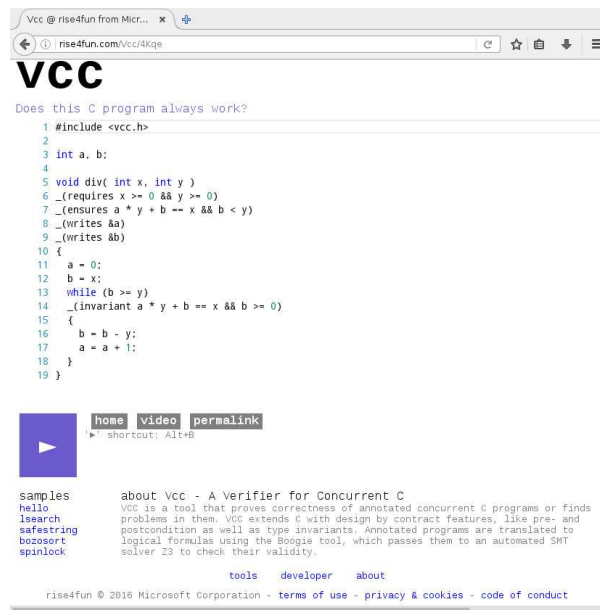 Vcc @ rise4fun from Micr...
rise4fun.com/Vcc/4Kqe
vcc
Does this C program always work?
1 #include <vcc.h>
2
3 int a, b;
4
5 void div( int x, int y )
6 _(requires x >= 0 && y >= 0)
7 _(ensures a * y + b == x && b < y)
8 _(writes &a)
9 _(writes &b)
10 {
11 a = 0;
12 b = x;
13 while (b >= y)
14 _(invariant a * y + b == x && b >= 0)
15 {
16 b = b - y;
17 a = a + 1;
18 }
19 }
home video permalink
'►' shortcut: Alt+B
samples
hello
lsearch
safestring
bozosort
spinlock
about Vcc - A Verifier for Concurrent C
VCC is a tool that proves correctness of annotated concurrent C programs or finds
problems in them. VCC extends C with design by contract features, like pre- and
postcondition as well as type invariants. Annotated programs are translated to
logical formulas using the Boogie tool, which passes them to an automated SMT
solver Z3 to check their validity.
tools developer about
rise4fun © 2016 Microsoft Corporation - terms of use - privacy & cookies - code of conduct